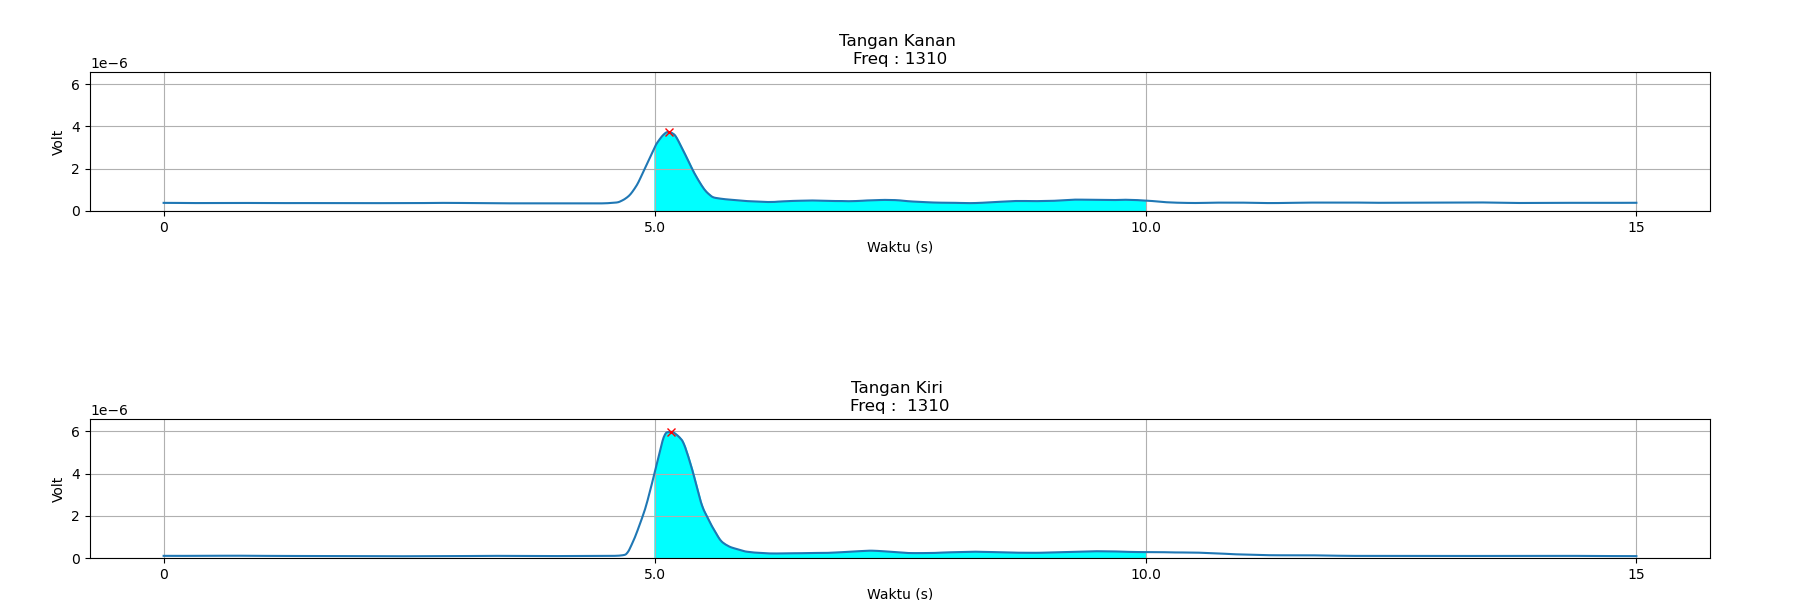 Tangan Kanan
Freq : 1310
1e−6
6
4
2
0
Volt
0 5.0 10.0 15
Waktu (s)
Tangan Kiri
Freq :  1310
1e−6
6
4
2
0
Volt
0 5.0 10.0 15
Waktu (s)